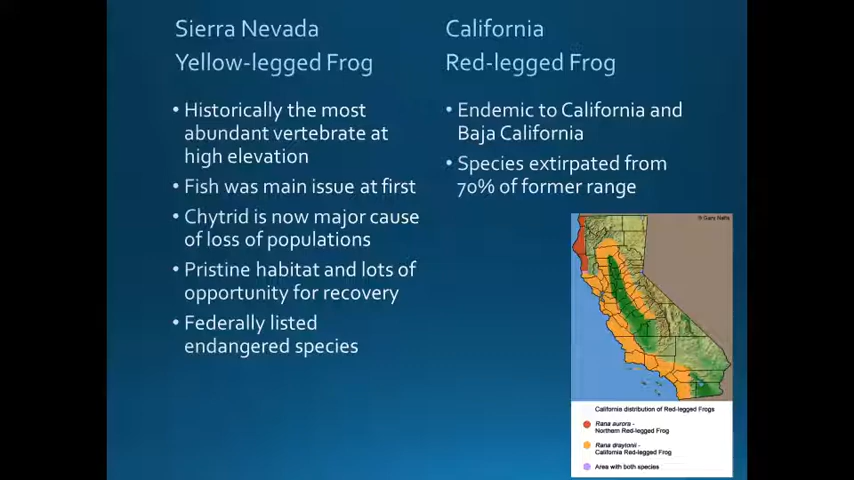 Sierra Nevada
Yellow-legged Frog
• Historically the most
abundant vertebrate at
high elevation
• Fish was main issue at first
• Chytrid is now major cause
of loss of populations
• Pristine habitat and lots of
opportunity for recovery
• Federally listed
endangered species
California
Red-legged Frog
• Endemic to California and
Baja California
• Species extirpated from
70% of former range
© Gary Nafis
California distribution of Red-legged Frogs
Rana aurora -
Northern Red-legged Frog
Rana draytonii -
California Red-legged Frog
Area with both species